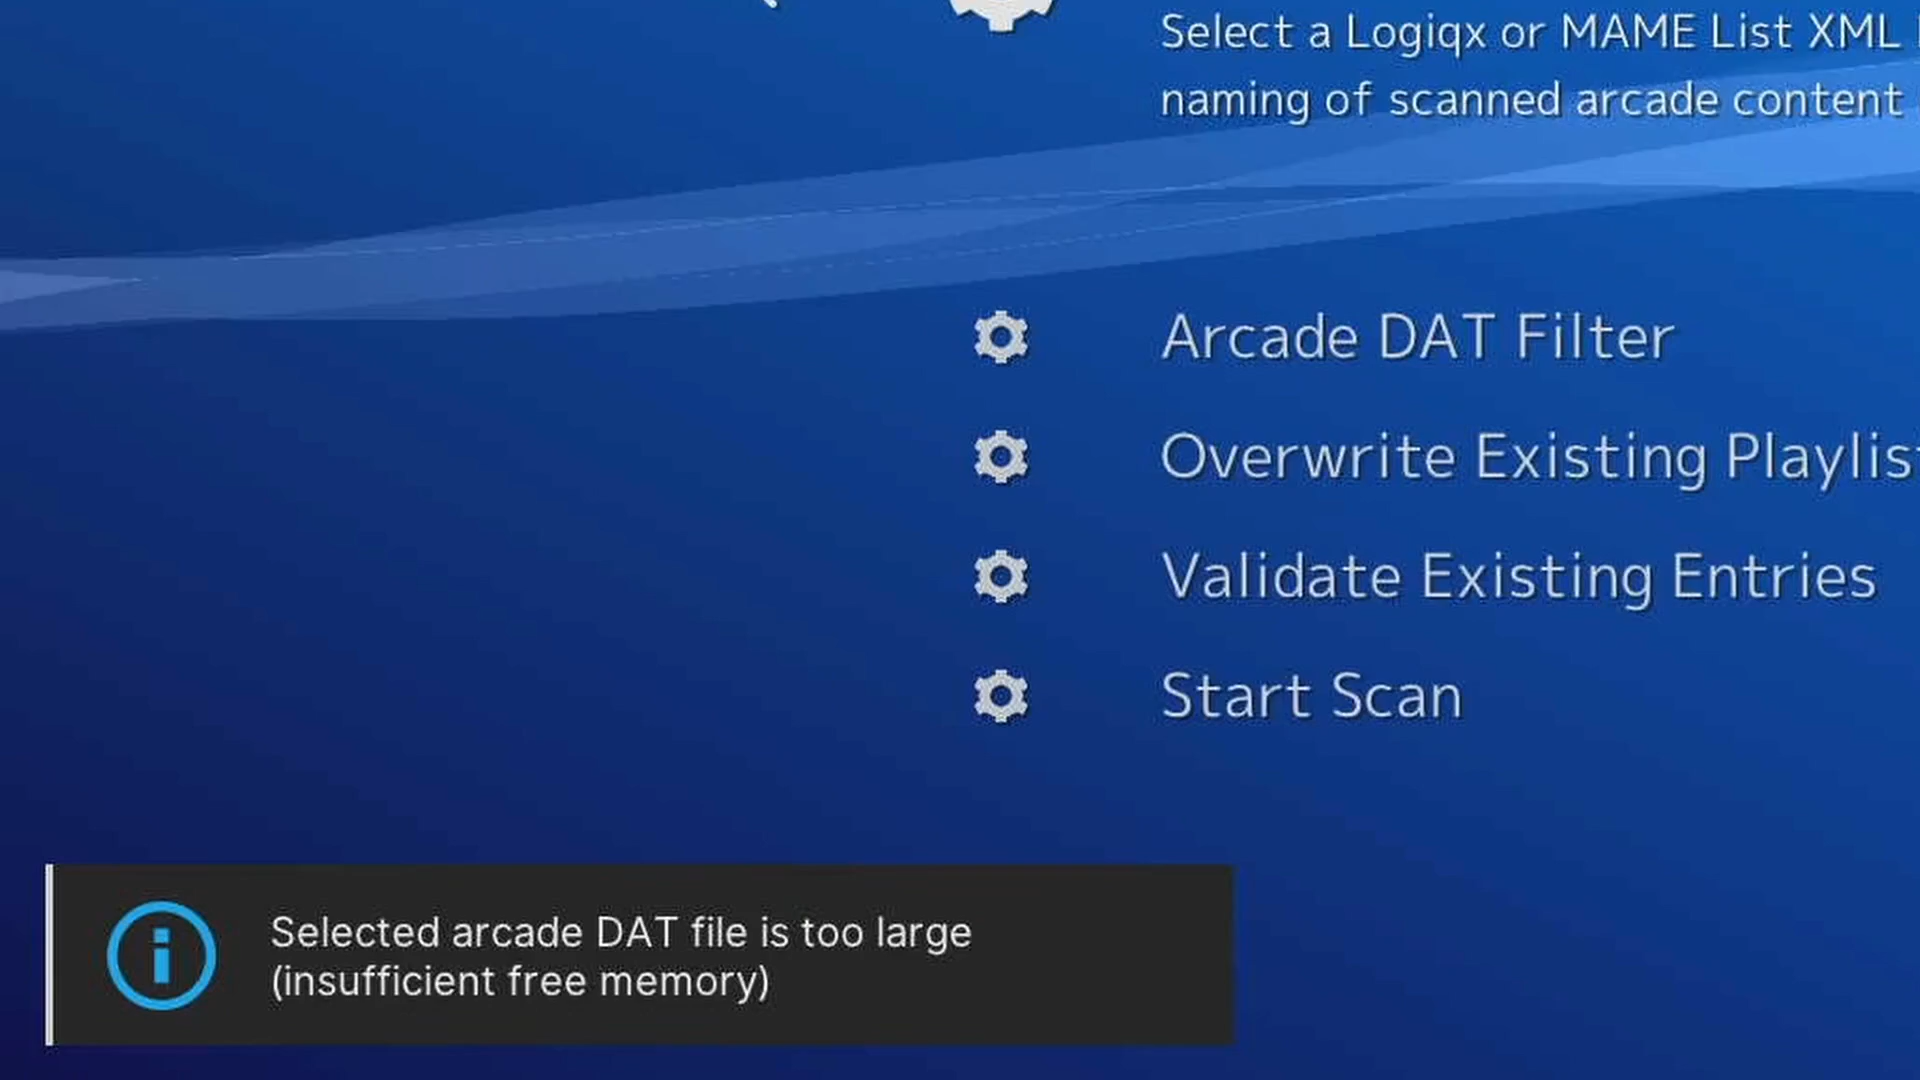 Select a Logiqx or MAME List XML
naming of scanned arcade content
Arcade DAT Filter
Overwrite Existing
Validate Existing Entries
Start Scan
Selected arcade DAT file is too large
(insufficient free memory)